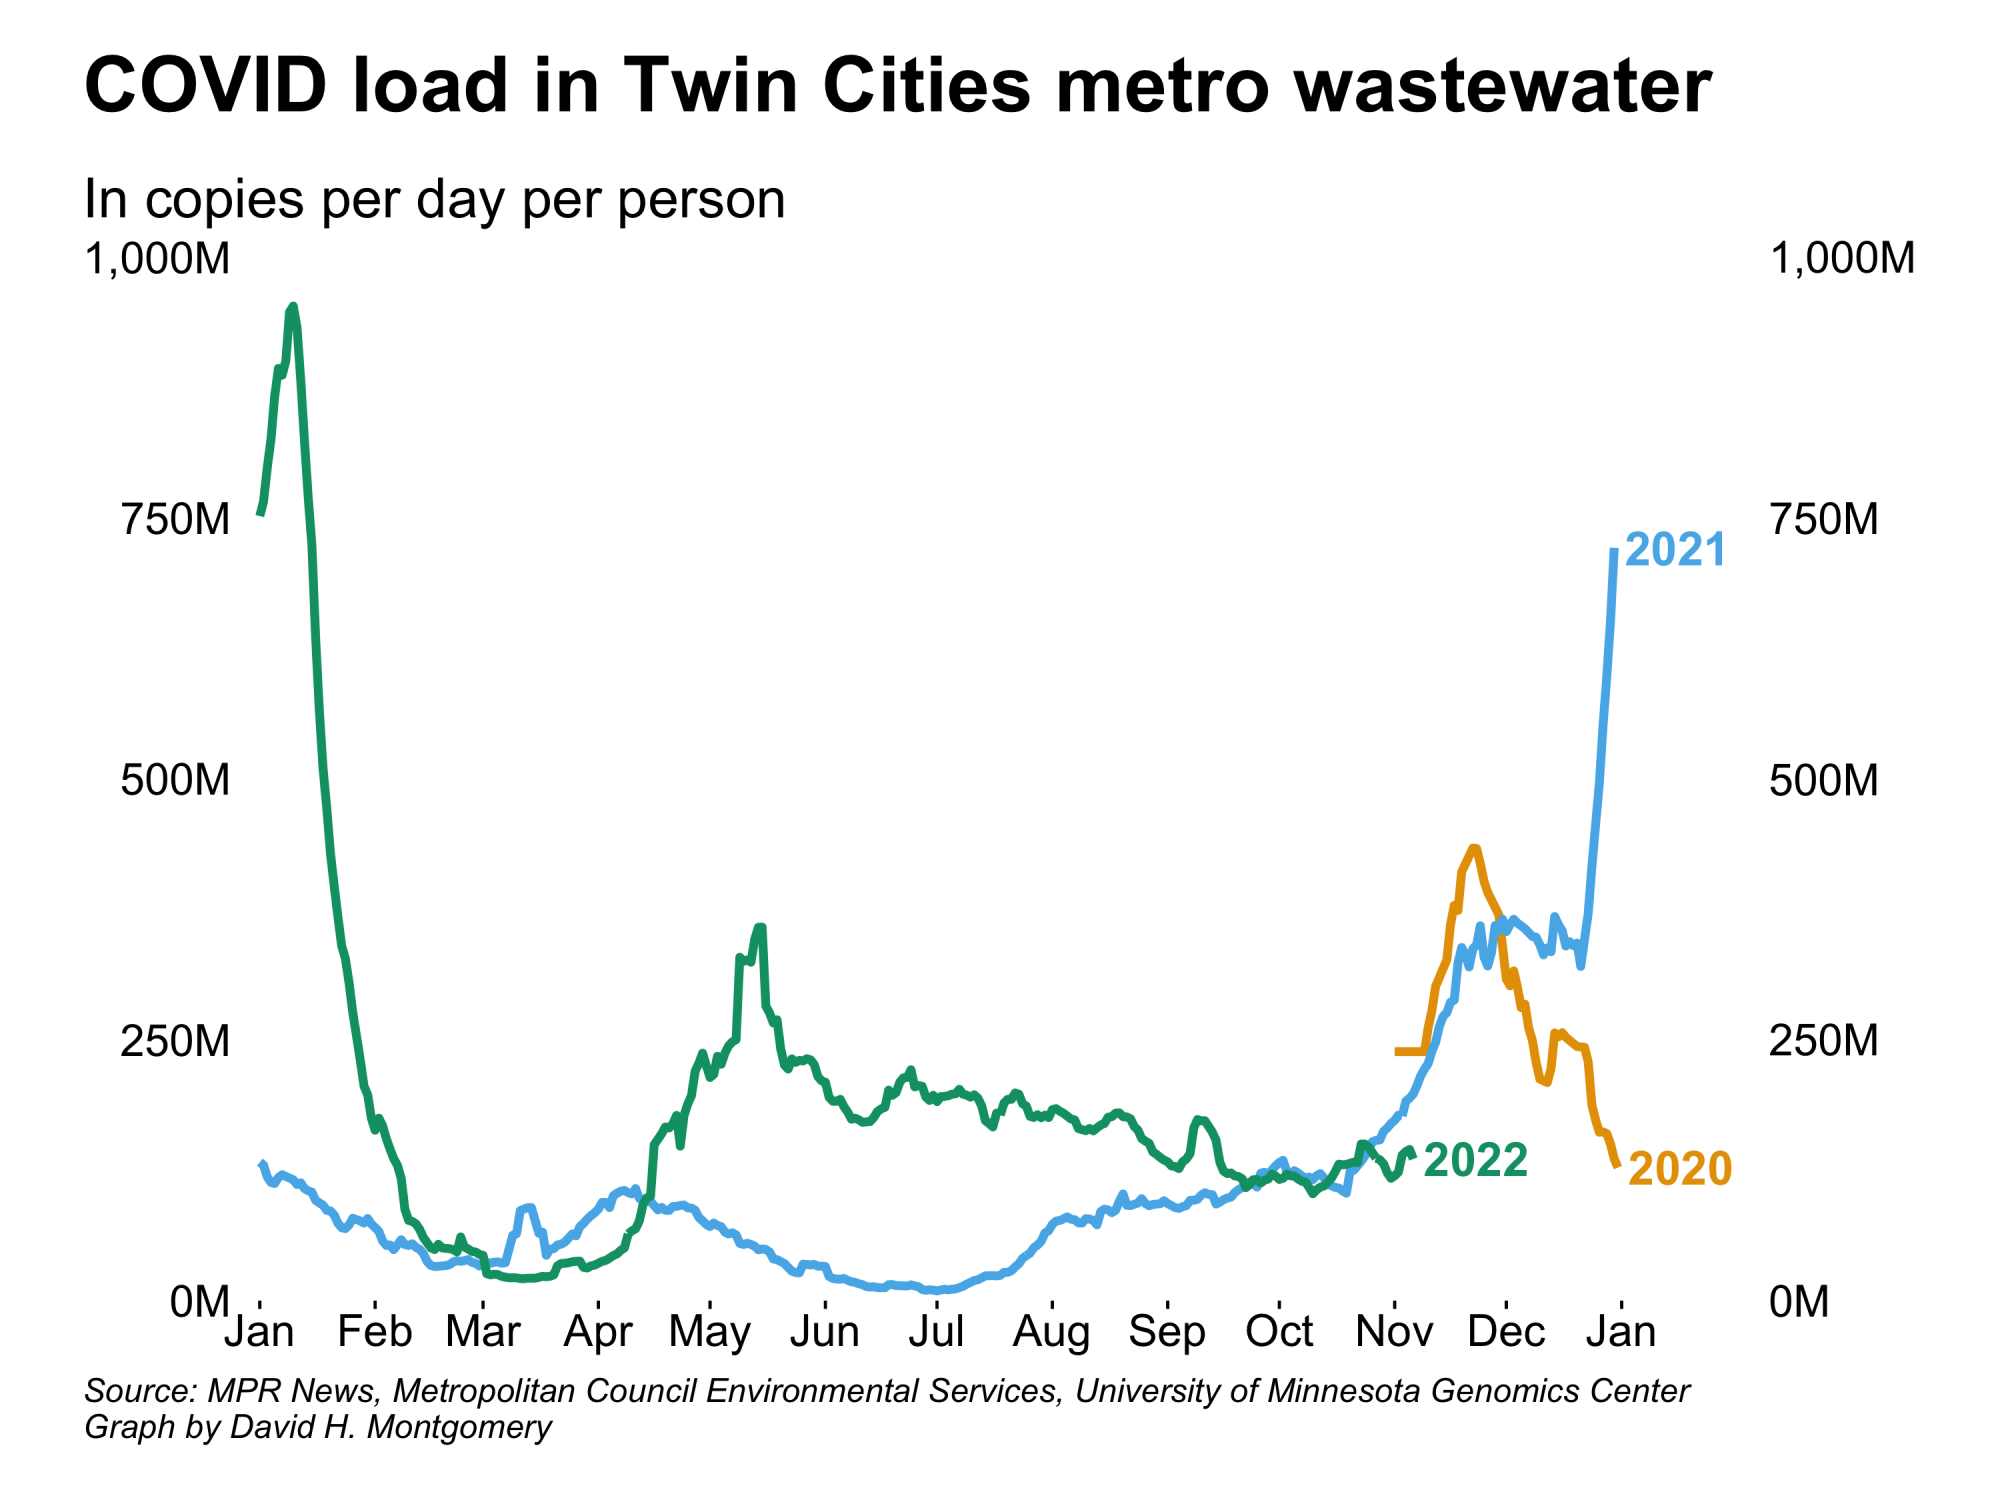 COVID load in Twin Cities metro wastewater
In copies per day per person
1,000M 1,000M
750M 750M
2021
500M 500M
250M 250M
2022 2020
0M 0M
Jan Feb Mar Apr May Jun Jul Aug Sep Oct Nov Dec Jan
Source: MPR News, Metropolitan Council Environmental Services, University of Minnesota Genomics Center
Graph by David H. Montgomery